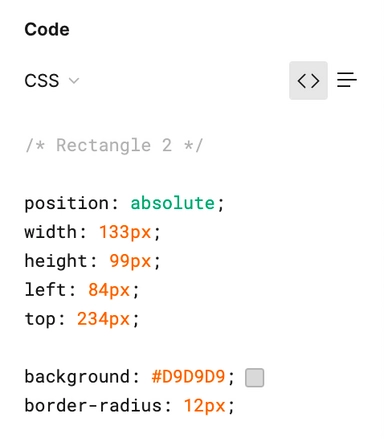 Code
CSS
/* Rectangle 2 */
position: absolute;
width: 133px;
height: 99px;
left: 84px;
top: 234px;
background: #D9D9D9;
border-radius: 12px;